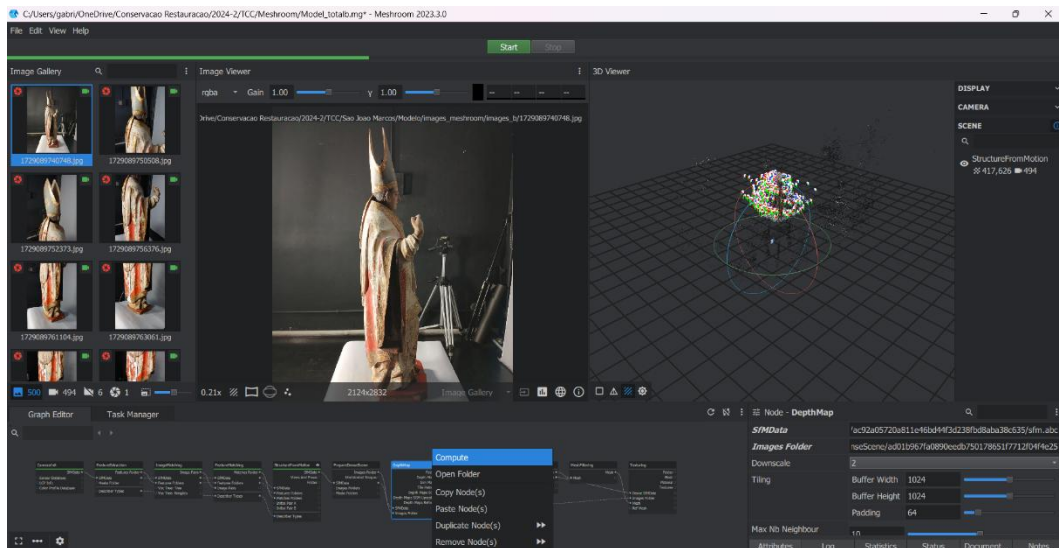 C:/Users/gabri/OneDrive/Conservacao Restauracao/2024-2/TCC/Meshroom/Model_totalb.mg* - Meshroom 2023.3.0
File Edit View Help
Start Stop
Image Gallery
Image Viewer
3D Viewer
rgba Gain 1.00 γ 1.00
DISPLAY
CAMERA
SCENE
StructureFromMotion
417,626 494
Drive/Conservacao Restauracao/2024-2/TCC/Sao Joao Marcos/Modelo/images_meshroom/images_b/1729089740748.jpg
1729089740748.jpg 1729089750508.jpg
1729089752373.jpg 1729089756376.jpg
1729089761104.jpg 1729089763061.jpg
500 494 6 1
0.21x 2124x2832 Image Gallery
Graph Editor Task Manager
Compute
Open Folder
Copy Node(s)
Paste Node(s)
Duplicate Node(s)
Remove Node(s)
Node - DepthMap
SfMData 'ac92a05720a811e46bd44f3d238fbd8aba38c635/sfm.abc
Images Folder nseScene/ad01b967fa0890eedb750178651f7712f04f4e25
Downscale 2
Tiling Buffer Width 1024
Buffer Height 1024
Padding 64
Max Nb Neighbour 10
Attributes Log Statistics Status Document Notes